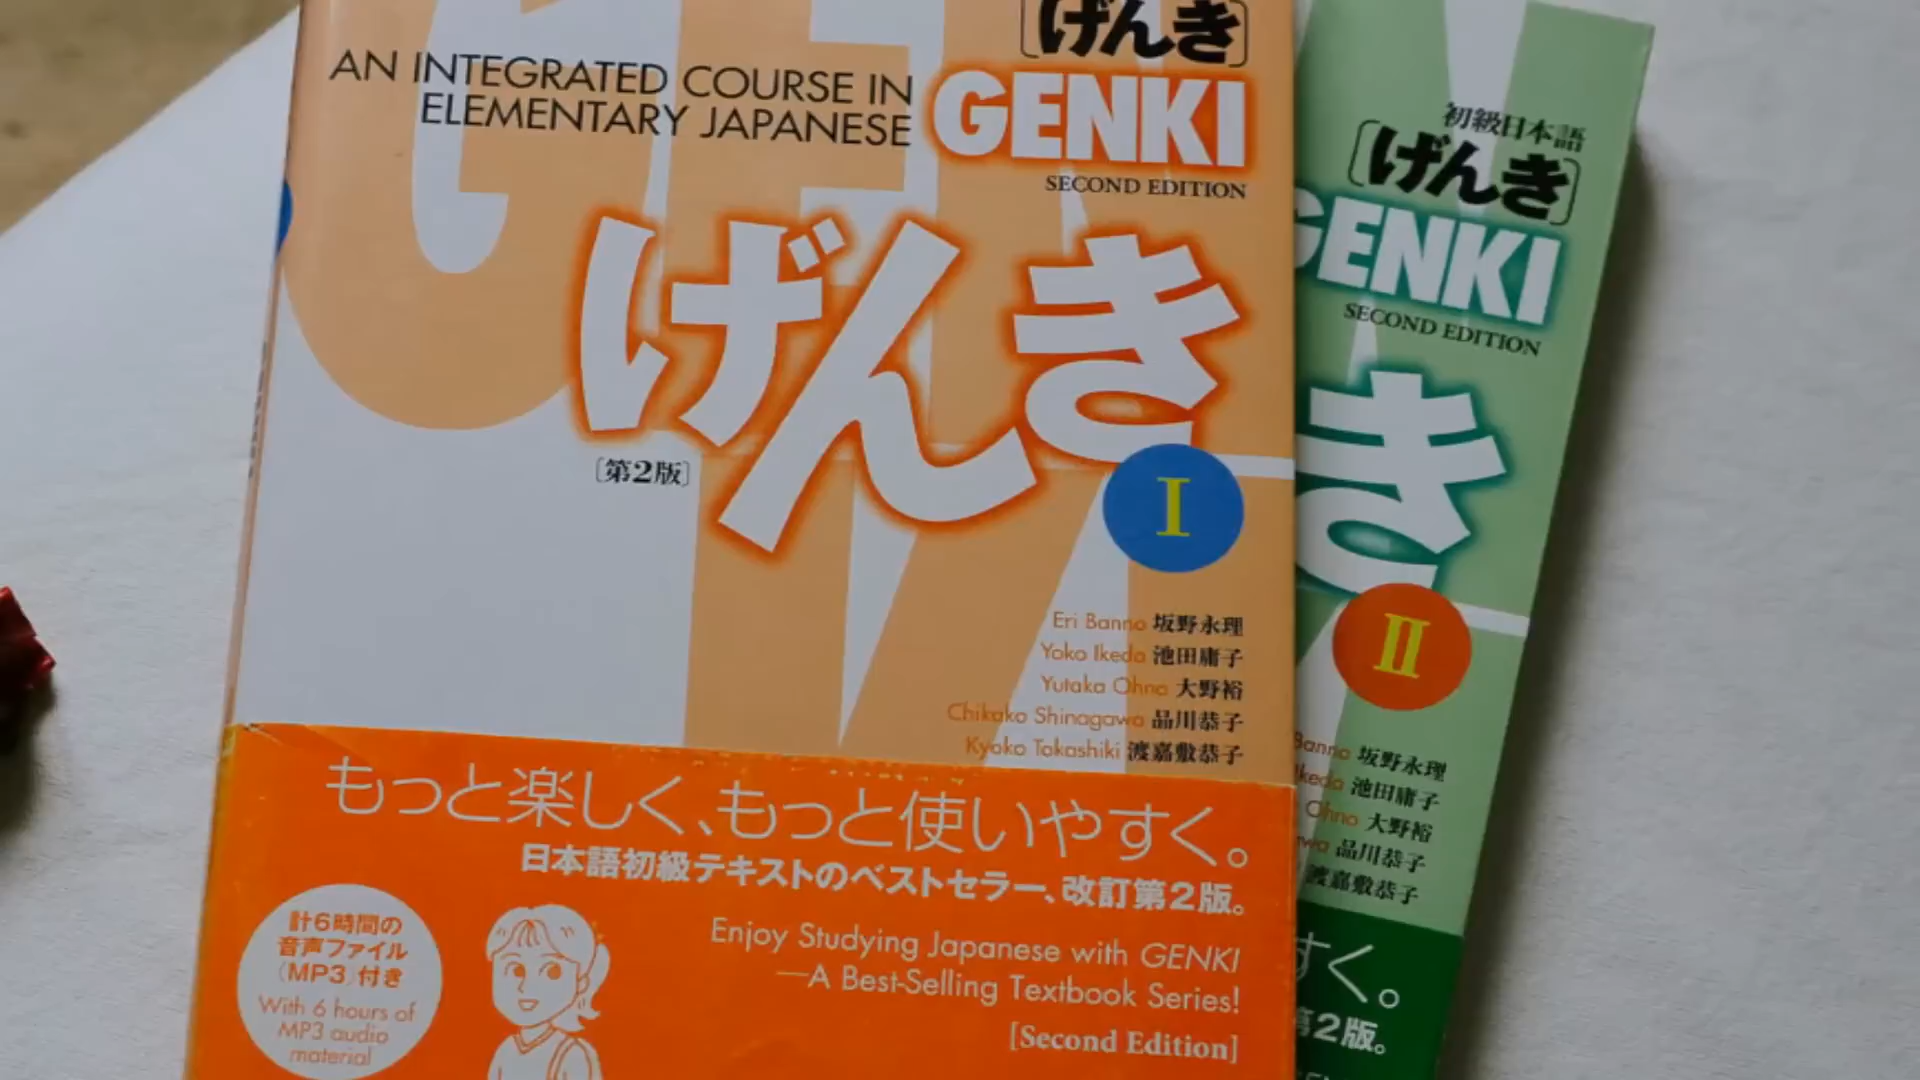 [げんき]
AN INTEGRATED COURSE IN
ELEMENTARY JAPANESE
GENKI
SECOND EDITION
げんき
[第2版]
I
Eri Banno 坂野永理
Yoko Ikeda 池田庸子
Yutaka Ohno 大野裕
Chikako Shinagawa 品川恭子
Kyoko Tokashiki 渡嘉敷恭子
もっと楽しく、もっと使いやすく。
日本語初級テキストのベストセラー、改訂第2版。
計6時間の
音声ファイル
(MP3)付き
With 6 hours of
MP3 audio
material
Enjoy Studying Japanese with GENKI
—A Best-Selling Textbook Series!
[Second Edition]
初級日本語
[げんき]
GENKI
SECOND EDITION
き
II
Banno 坂野永理
Ikeda 池田庸子
Ohno 大野裕
品川恭子
渡嘉敷恭子
すく。
第2版。